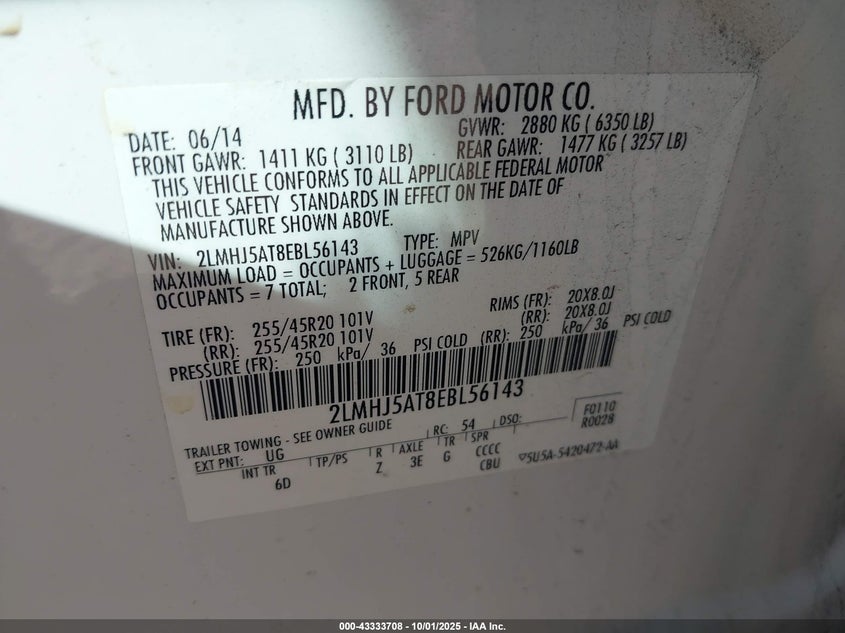 MFD. BY FORD MOTOR CO.
DATE: 06/14 GVWR: 2880 KG ( 6350 LB)
FRONT GAWR: 1411 KG ( 3110 LB) REAR GAWR: 1477 KG ( 3257 LB)
THIS VEHICLE CONFORMS TO ALL APPLICABLE FEDERAL MOTOR
VEHICLE SAFETY STANDARDS IN EFFECT ON THE DATE OF
MANUFACTURE SHOWN ABOVE.
VIN: 2LMHJ5AT8EBL56143 TYPE: MPV
MAXIMUM LOAD = OCCUPANTS + LUGGAGE = 526KG/1160LB
OCCUPANTS = 7 TOTAL; 2 FRONT, 5 REAR
TIRE (FR): 255/45R20 101V RIMS (FR): 20X8.0J
(RR): 255/45R20 101V (RR): 20X8.0J
PRESSURE (FR): 250 kPa/ 36 PSI COLD (RR): 250 kPa/ 36 PSI COLD
2LMHJ5AT8EBL56143
F0110
R0028
TRAILER TOWING - SEE OWNER GUIDE RC: 54 DSO:
EXT PNT: UG
INT TR TP/PS R AXLE TR SPR
6D Z 3E G CCCC
CBU
5U5A-5420472-AA
000-43333708 - 10/01/2025 - IAA Inc.